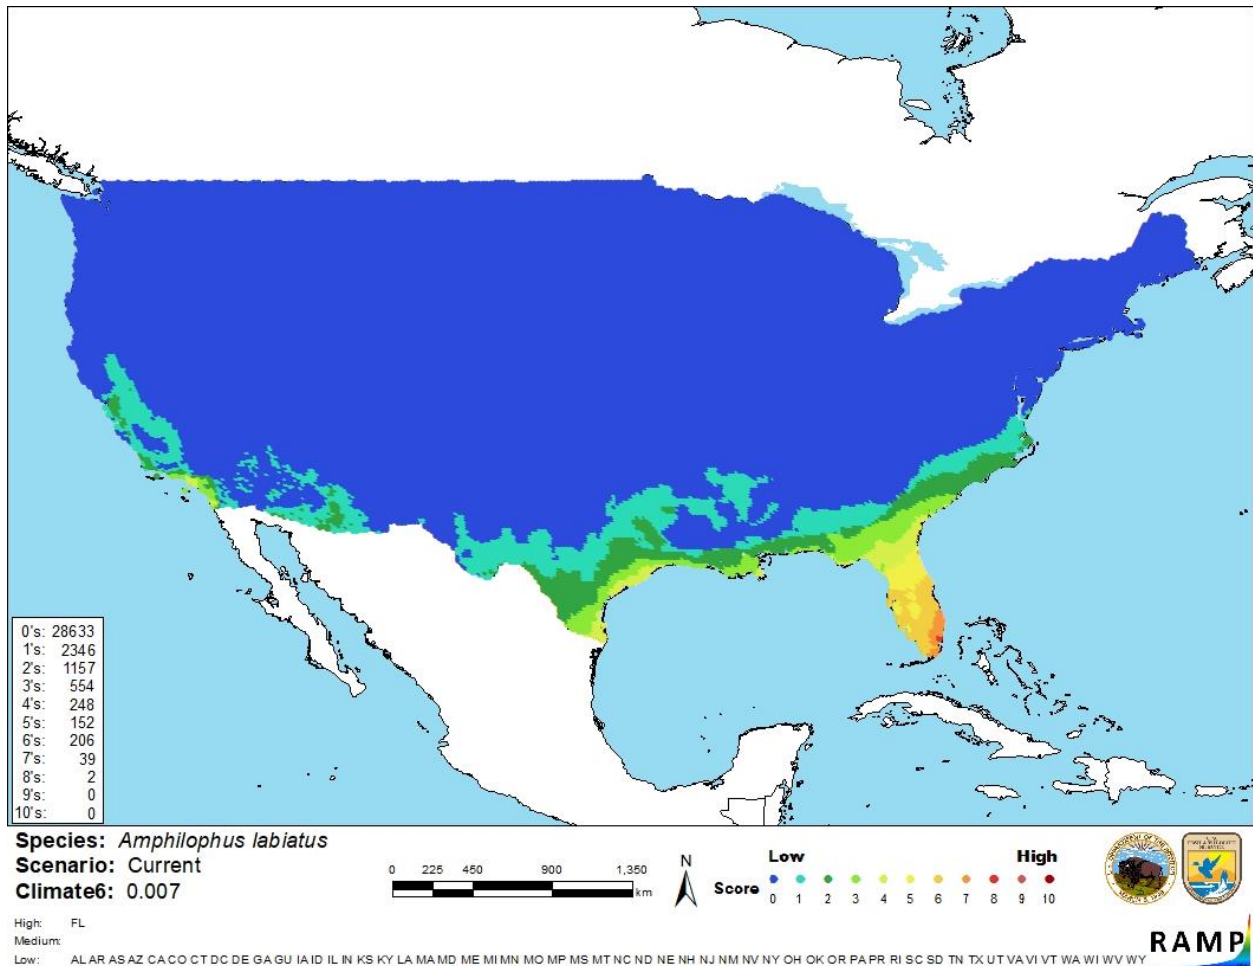 0's: 28633
1's: 2346
2's: 1157
3's: 554
4's: 248
5's: 152
6's: 206
7's: 39
8's: 2
9's: 0
10's: 0
Species: Amphilophus labiatus
Scenario: Current
Climate6: 0.007
0 225 450 900 1,350
km
N
Low High
Score
0 1 2 3 4 5 6 7 8 9 10
High: FL
Medium:
Low: AL AR AS AZ CA CO CT DC DE GA GU IA ID IL IN KS KY LA MA MD ME MI MN MO MP MS MT NC ND NE NH NJ NM NV NY OH OK OR PA PR RI SC SD TN TX UT VA VI VT WA WI WV WY
RAMP